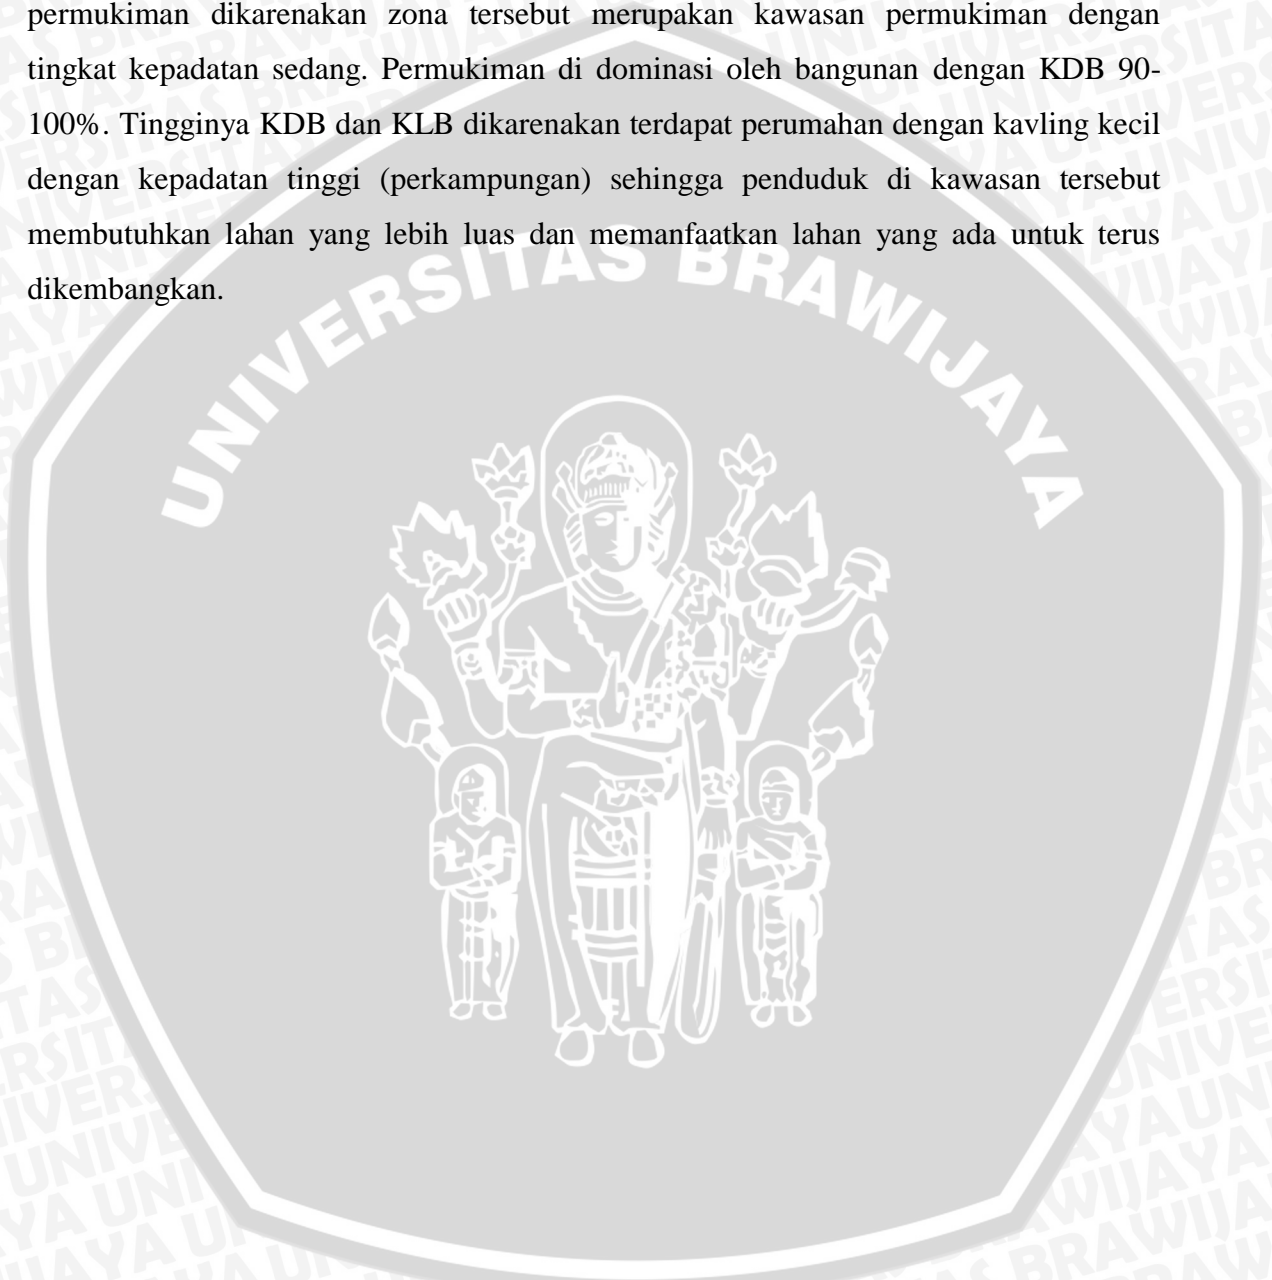 permukiman dikarenakan zona tersebut merupakan kawasan permukiman dengan
tingkat kepadatan sedang. Permukiman di dominasi oleh bangunan dengan KDB 90-
100%. Tingginya KDB dan KLB dikarenakan terdapat perumahan dengan kavling kecil
dengan kepadatan tinggi (perkampungan) sehingga penduduk di kawasan tersebut
membutuhkan lahan yang lebih luas dan memanfaatkan lahan yang ada untuk terus
dikembangkan.
UNIVERSITAS BRAWIJAYA